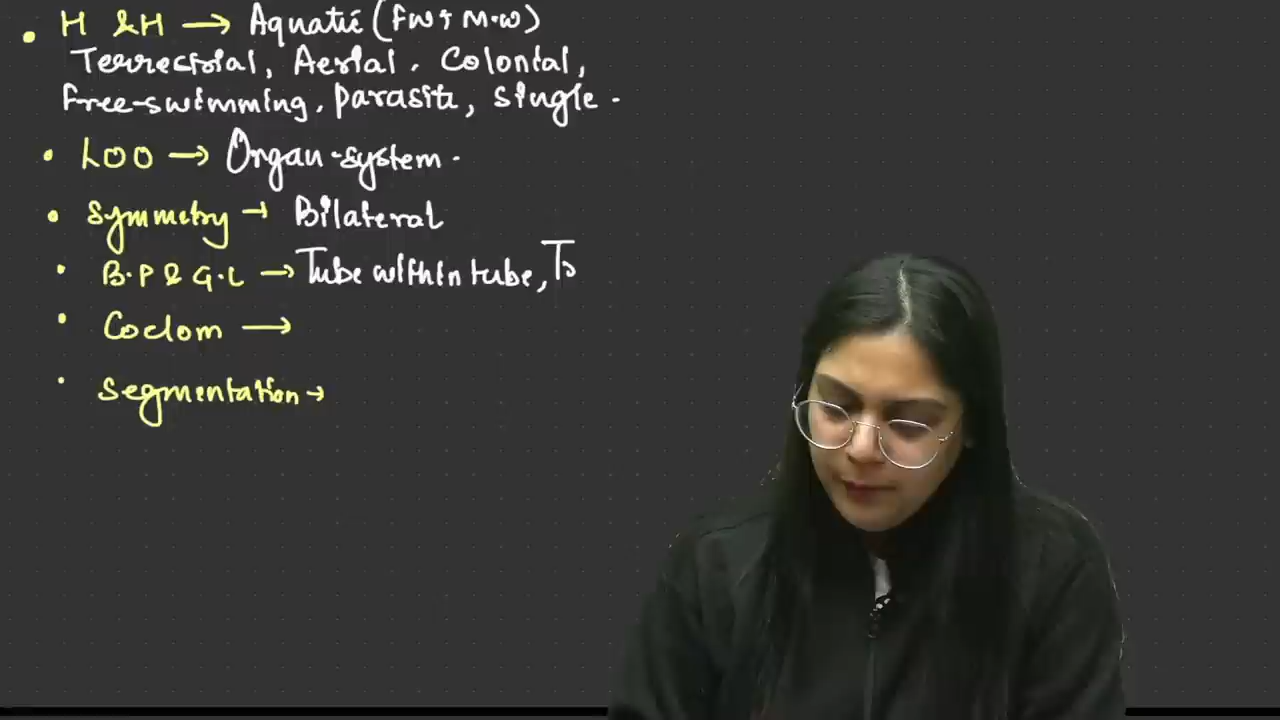 • H & H → Aquatic (FW + M.W)
Terrestrial, Aerial, Colonial,
Free-swimming, Parasite, Single.
• LOO → Organ-system.
• Symmetry → Bilateral
• B.P & G.L → Tube within tube, To
• Coelom →
• Segmentation →